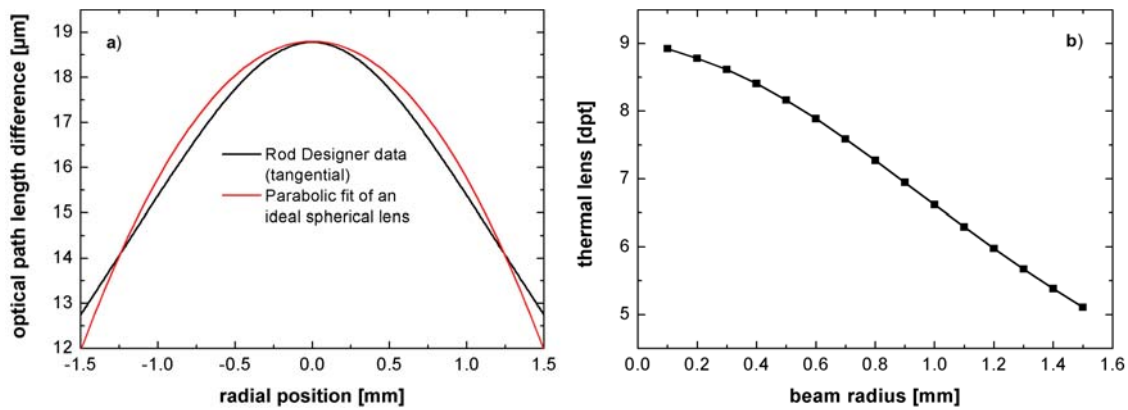 a)
optical path length difference [µm]
19
18
17
16
15
14
13
12
Rod Designer data
(tangential)
Parabolic fit of an
ideal spherical lens
-1.5 -1.0 -0.5 0.0 0.5 1.0 1.5
radial position [mm]
b)
thermal lens [dpt]
9
8
7
6
5
0.0 0.2 0.4 0.6 0.8 1.0 1.2 1.4 1.6
beam radius [mm]